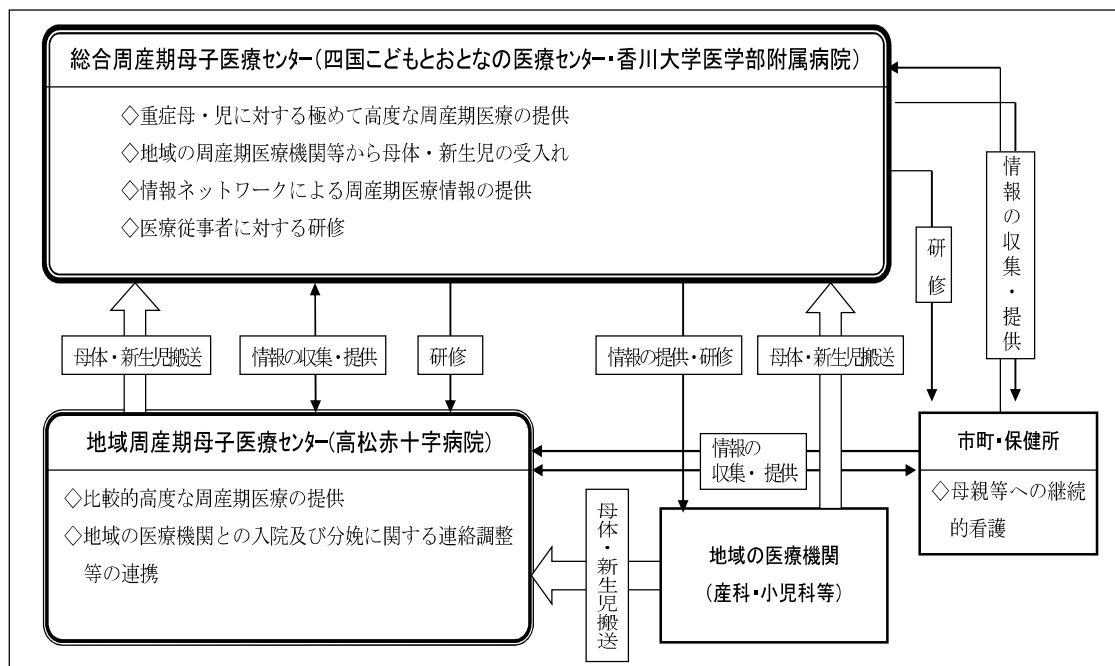 総合周産期母子医療センター(四国こどもとおとなの医療センター・香川大学医学部附属病院)
◇重症母・児に対する極めて高度な周産期医療の提供
◇地域の周産期医療機関等から母体・新生児の受入れ
◇情報ネットワークによる周産期医療情報の提供
◇医療従事者に対する研修
情報の収集・提供
研修
母体・新生児搬送
情報の収集・提供
研修
情報の提供・研修
母体・新生児搬送
地域周産期母子医療センター(高松赤十字病院)
◇比較的高度な周産期医療の提供
◇地域の医療機関との入院及び分娩に関する連絡調整
等の連携
情報の
収集・提供
市町・保健所
◇母親等への継続
的看護
母体・新生児搬送
地域の医療機関
(産科・小児科等)